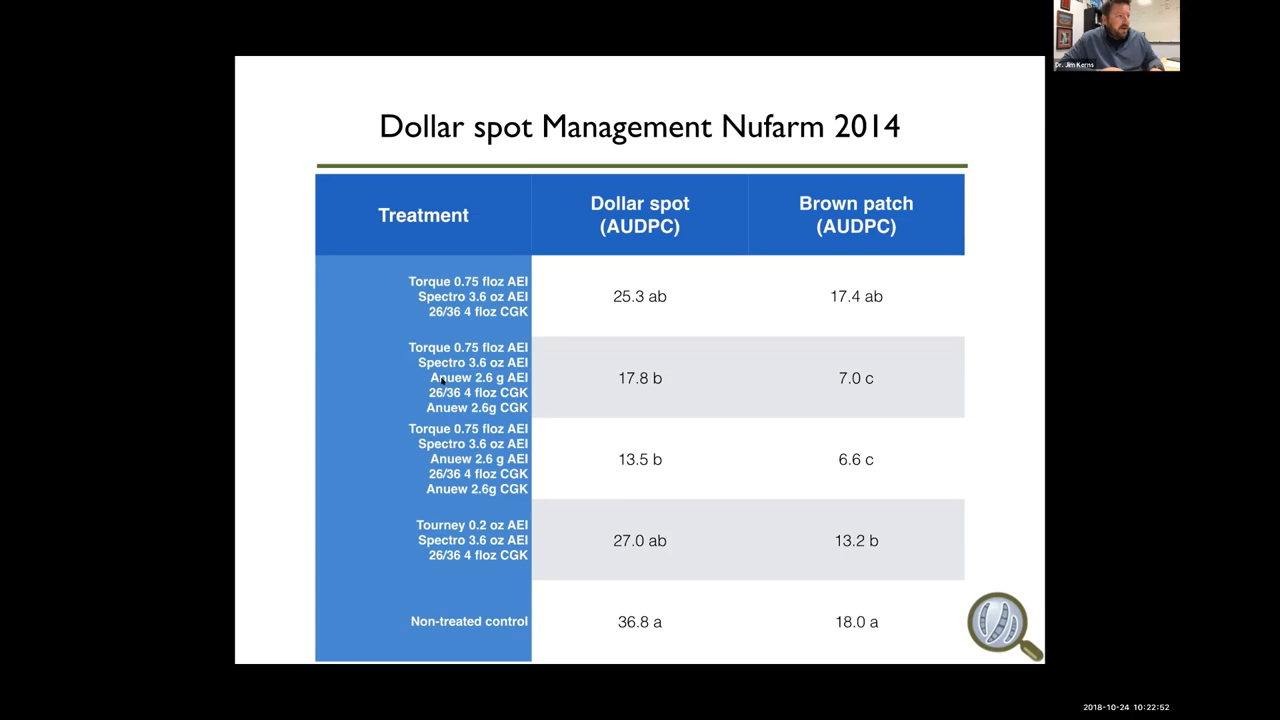 Dr. Jim Kerns
Dollar spot Management Nufarm 2014
Treatment
Dollar spot
(AUDPC)
Brown patch
(AUDPC)
Torque 0.75 floz AEI
Spectro 3.6 oz AEI
26/36 4 floz CGK
25.3 ab
17.4 ab
Torque 0.75 floz AEI
Spectro 3.6 oz AEI
Anuew 2.6 g AEI
26/36 4 floz CGK
Anuew 2.6g CGK
17.8 b
7.0 c
Torque 0.75 floz AEI
Spectro 3.6 oz AEI
Anuew 2.6 g AEI
26/36 4 floz CGK
Anuew 2.6g CGK
13.5 b
6.6 c
Tourney 0.2 oz AEI
Spectro 3.6 oz AEI
26/36 4 floz CGK
27.0 ab
13.2 b
Non-treated control
36.8 a
18.0 a
2018-10-24 10:22:52